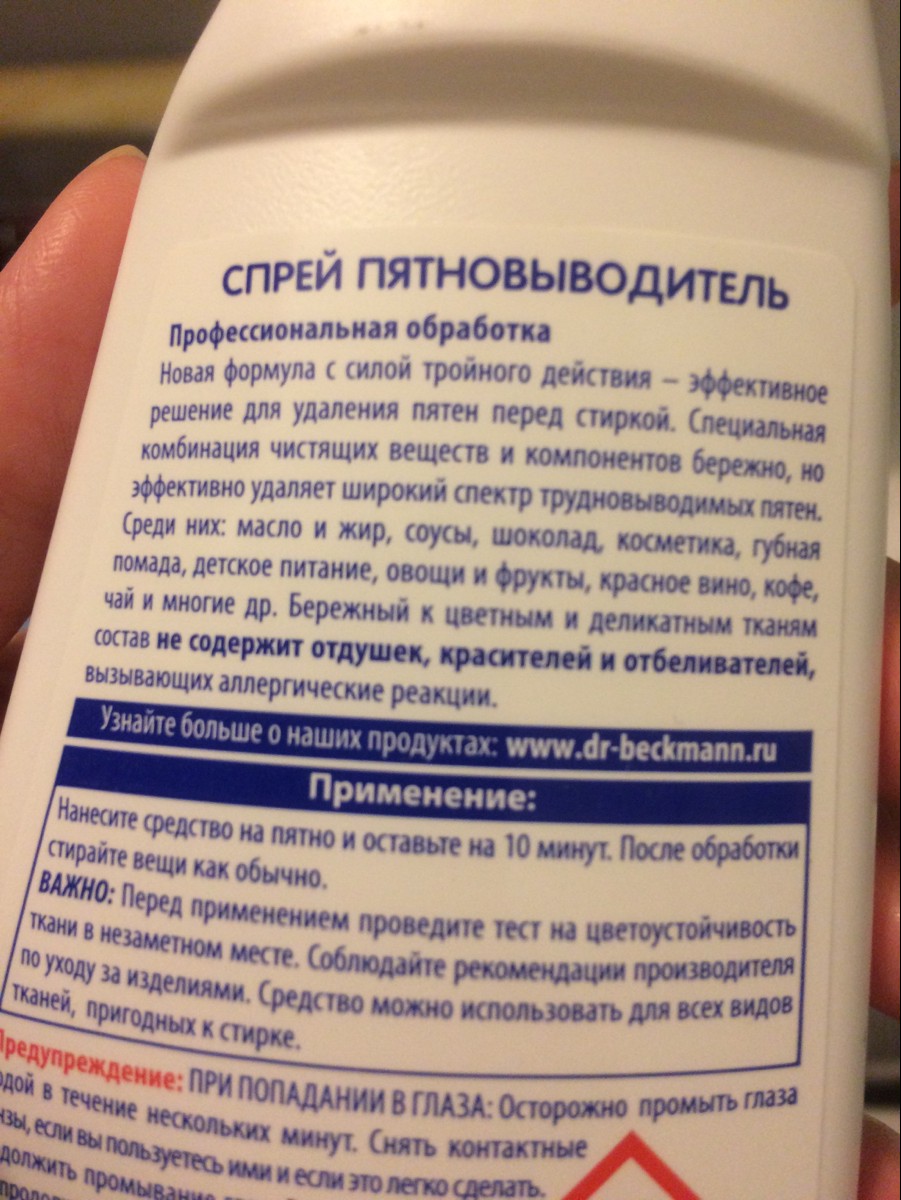 СПРЕЙ ПЯТНОВЫВОДИТЕЛЬ
Профессиональная обработка
Новая формула с силой тройного действия – эффективное
решение для удаления пятен перед стиркой. Специальная
комбинация чистящих веществ и компонентов бережно, но
эффективно удаляет широкий спектр трудновыводимых пятен.
Среди них: масло и жир, соусы, шоколад, косметика, губная
помада, детское питание, овощи и фрукты, красное вино, кофе,
чай и многие др. Бережный к цветным и деликатным тканям
состав не содержит отдушек, красителей и отбеливателей,
вызывающих аллергические реакции.
Узнайте больше о наших продуктах: www.dr-beckmann.ru
Применение:
Нанесите средство на пятно и оставьте на 10 минут. После обработки
стирайте вещи как обычно.
ВАЖНО: Перед применением проведите тест на цветоустойчивость
ткани в незаметном месте. Соблюдайте рекомендации производителя
по уходу за изделиями. Средство можно использовать для всех видов
тканей, пригодных к стирке.
Предупреждение: ПРИ ПОПАДАНИИ В ГЛАЗА: Осторожно промыть глаза
одой в течение нескольких минут. Снять контактные
нзы, если вы пользуетесь ими и если это легко сделать.
должить промывание